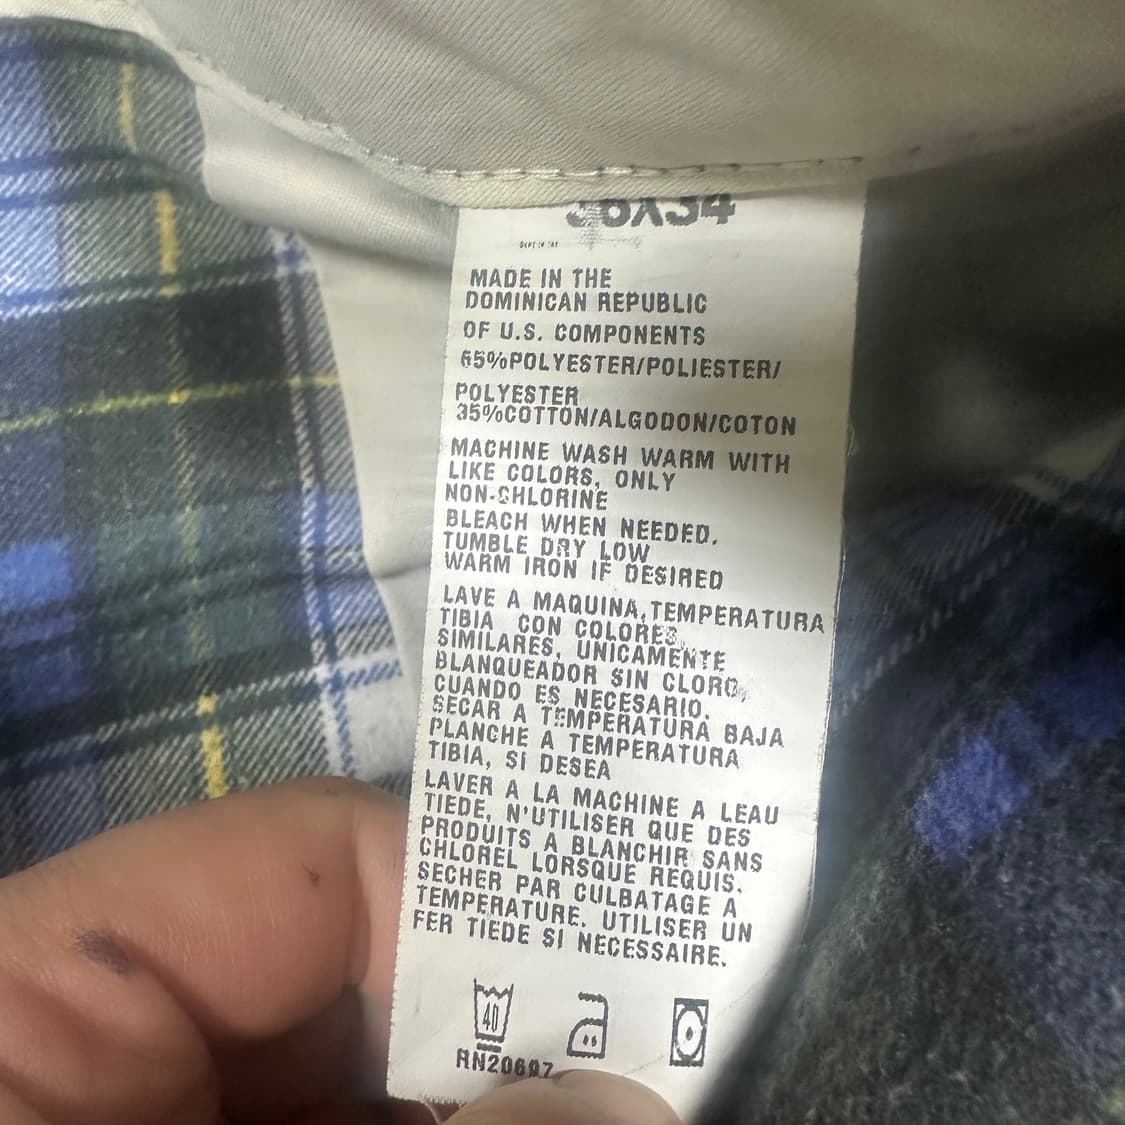 MADE IN THE
DOMINICAN REPUBLIC
OF U.S. COMPONENTS
65%POLYESTER/POLIESTER/
POLYESTER
35%COTTON/ALGODON/COTON
MACHINE WASH WARM WITH
LIKE COLORS, ONLY
NON-CHLORINE
BLEACH WHEN NEEDED.
TUMBLE DRY LOW
WARM IRON IF DESIRED
LAVE A MAQUINA, TEMPERATURA
TIBIA CON COLORES
SIMILARES, UNICAMENTE
BLANQUEADOR SIN CLORO,
CUANDO ES NECESARIO.
SECAR A TEMPERATURA BAJA
PLANCHE A TEMPERATURA
TIBIA, SI DESEA
LAVER A LA MACHINE A LEAU
TIEDE, N'UTILISER QUE DES
PRODUITS A BLANCHIR SANS
CHLOREL LORSQUE REQUIS.
SECHER PAR CULBATAGE A
TEMPERATURE. UTILISER UN
FER TIEDE SI NECESSAIRE.
40
RN20697